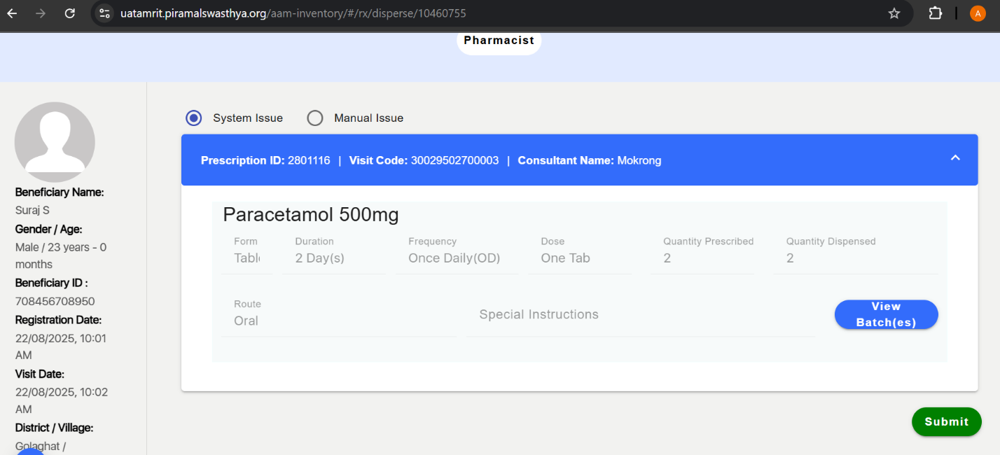 uatamrit.piramalswasthya.org/aam-inventory/#/rx/disperse/10460755
A
Pharmacist
Beneficiary Name:
Suraj S
Gender / Age:
Male / 23 years - 0
months
Beneficiary ID :
708456708950
Registration Date:
22/08/2025, 10:01
AM
Visit Date:
22/08/2025, 10:02
AM
District / Village:
Golaghat /
System Issue Manual Issue
Prescription ID: 2801116 | Visit Code: 30029502700003 | Consultant Name: Mokrong
Paracetamol 500mg
Form Duration Frequency Dose Quantity Prescribed Quantity Dispensed
Table 2 Day(s) Once Daily(OD) One Tab 2 2
Route
Oral
Special Instructions
View
Batch(es)
Submit